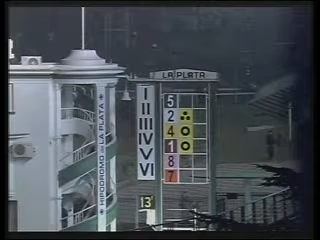 LA PLATA
I 5
II 2
III 4
IV 1
V 8
VI 7
13'
HIPODROMO DE LA PLATA